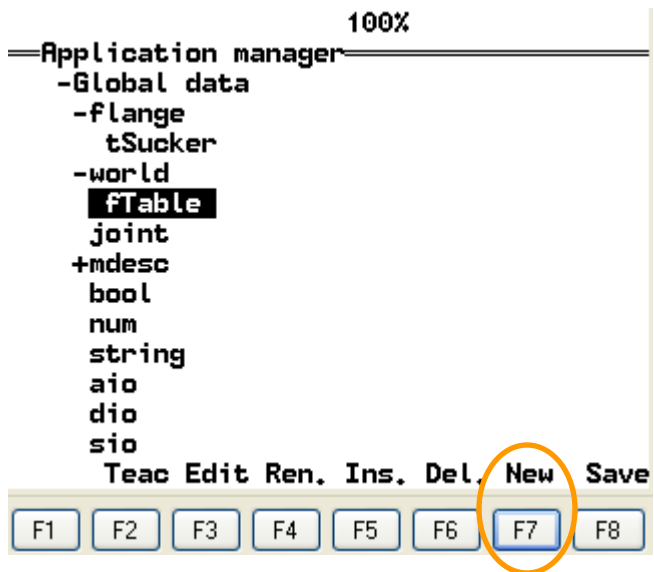 100%
Application manager
-Global data
-flange
tSucker
-world
fTable
joint
+mdesc
bool
num
string
aio
dio
sio
Teac Edit Ren. Ins. Del. New Save
F1 F2 F3 F4 F5 F6 F7 F8